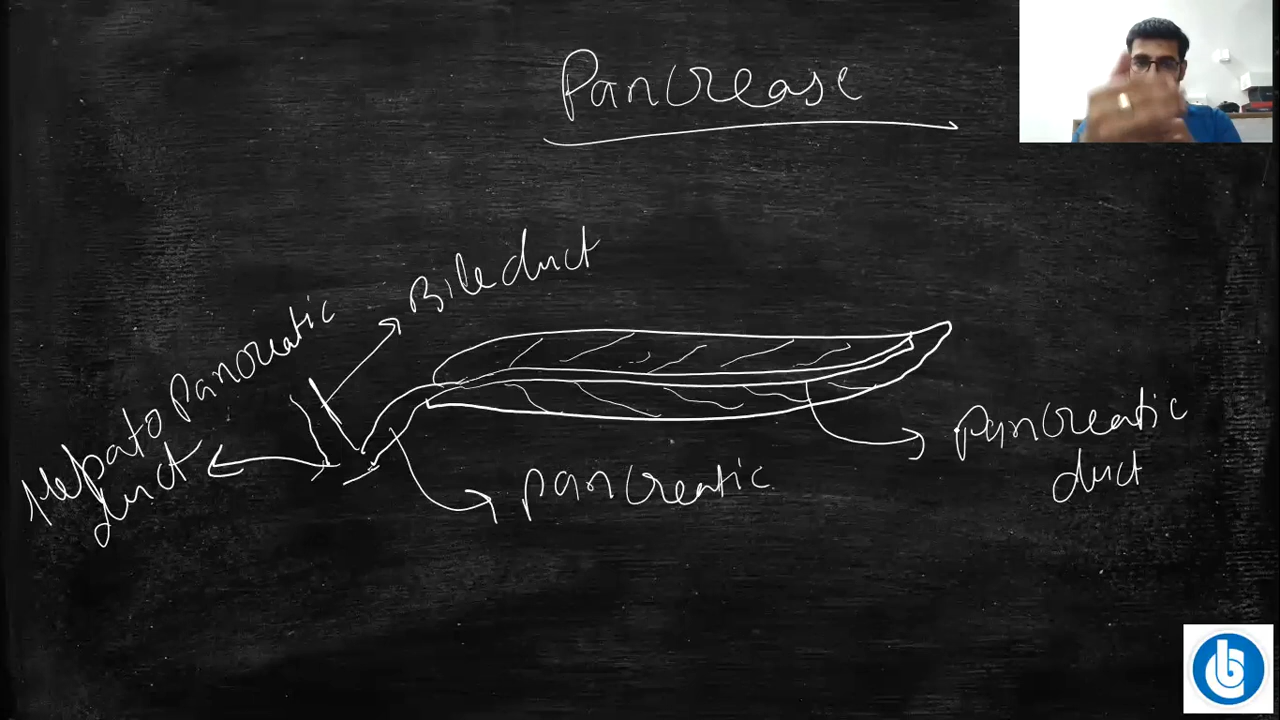 Pancrease
Bile duct
Hepato Pancreatic
duct
Pancreatic
duct
pancreatic